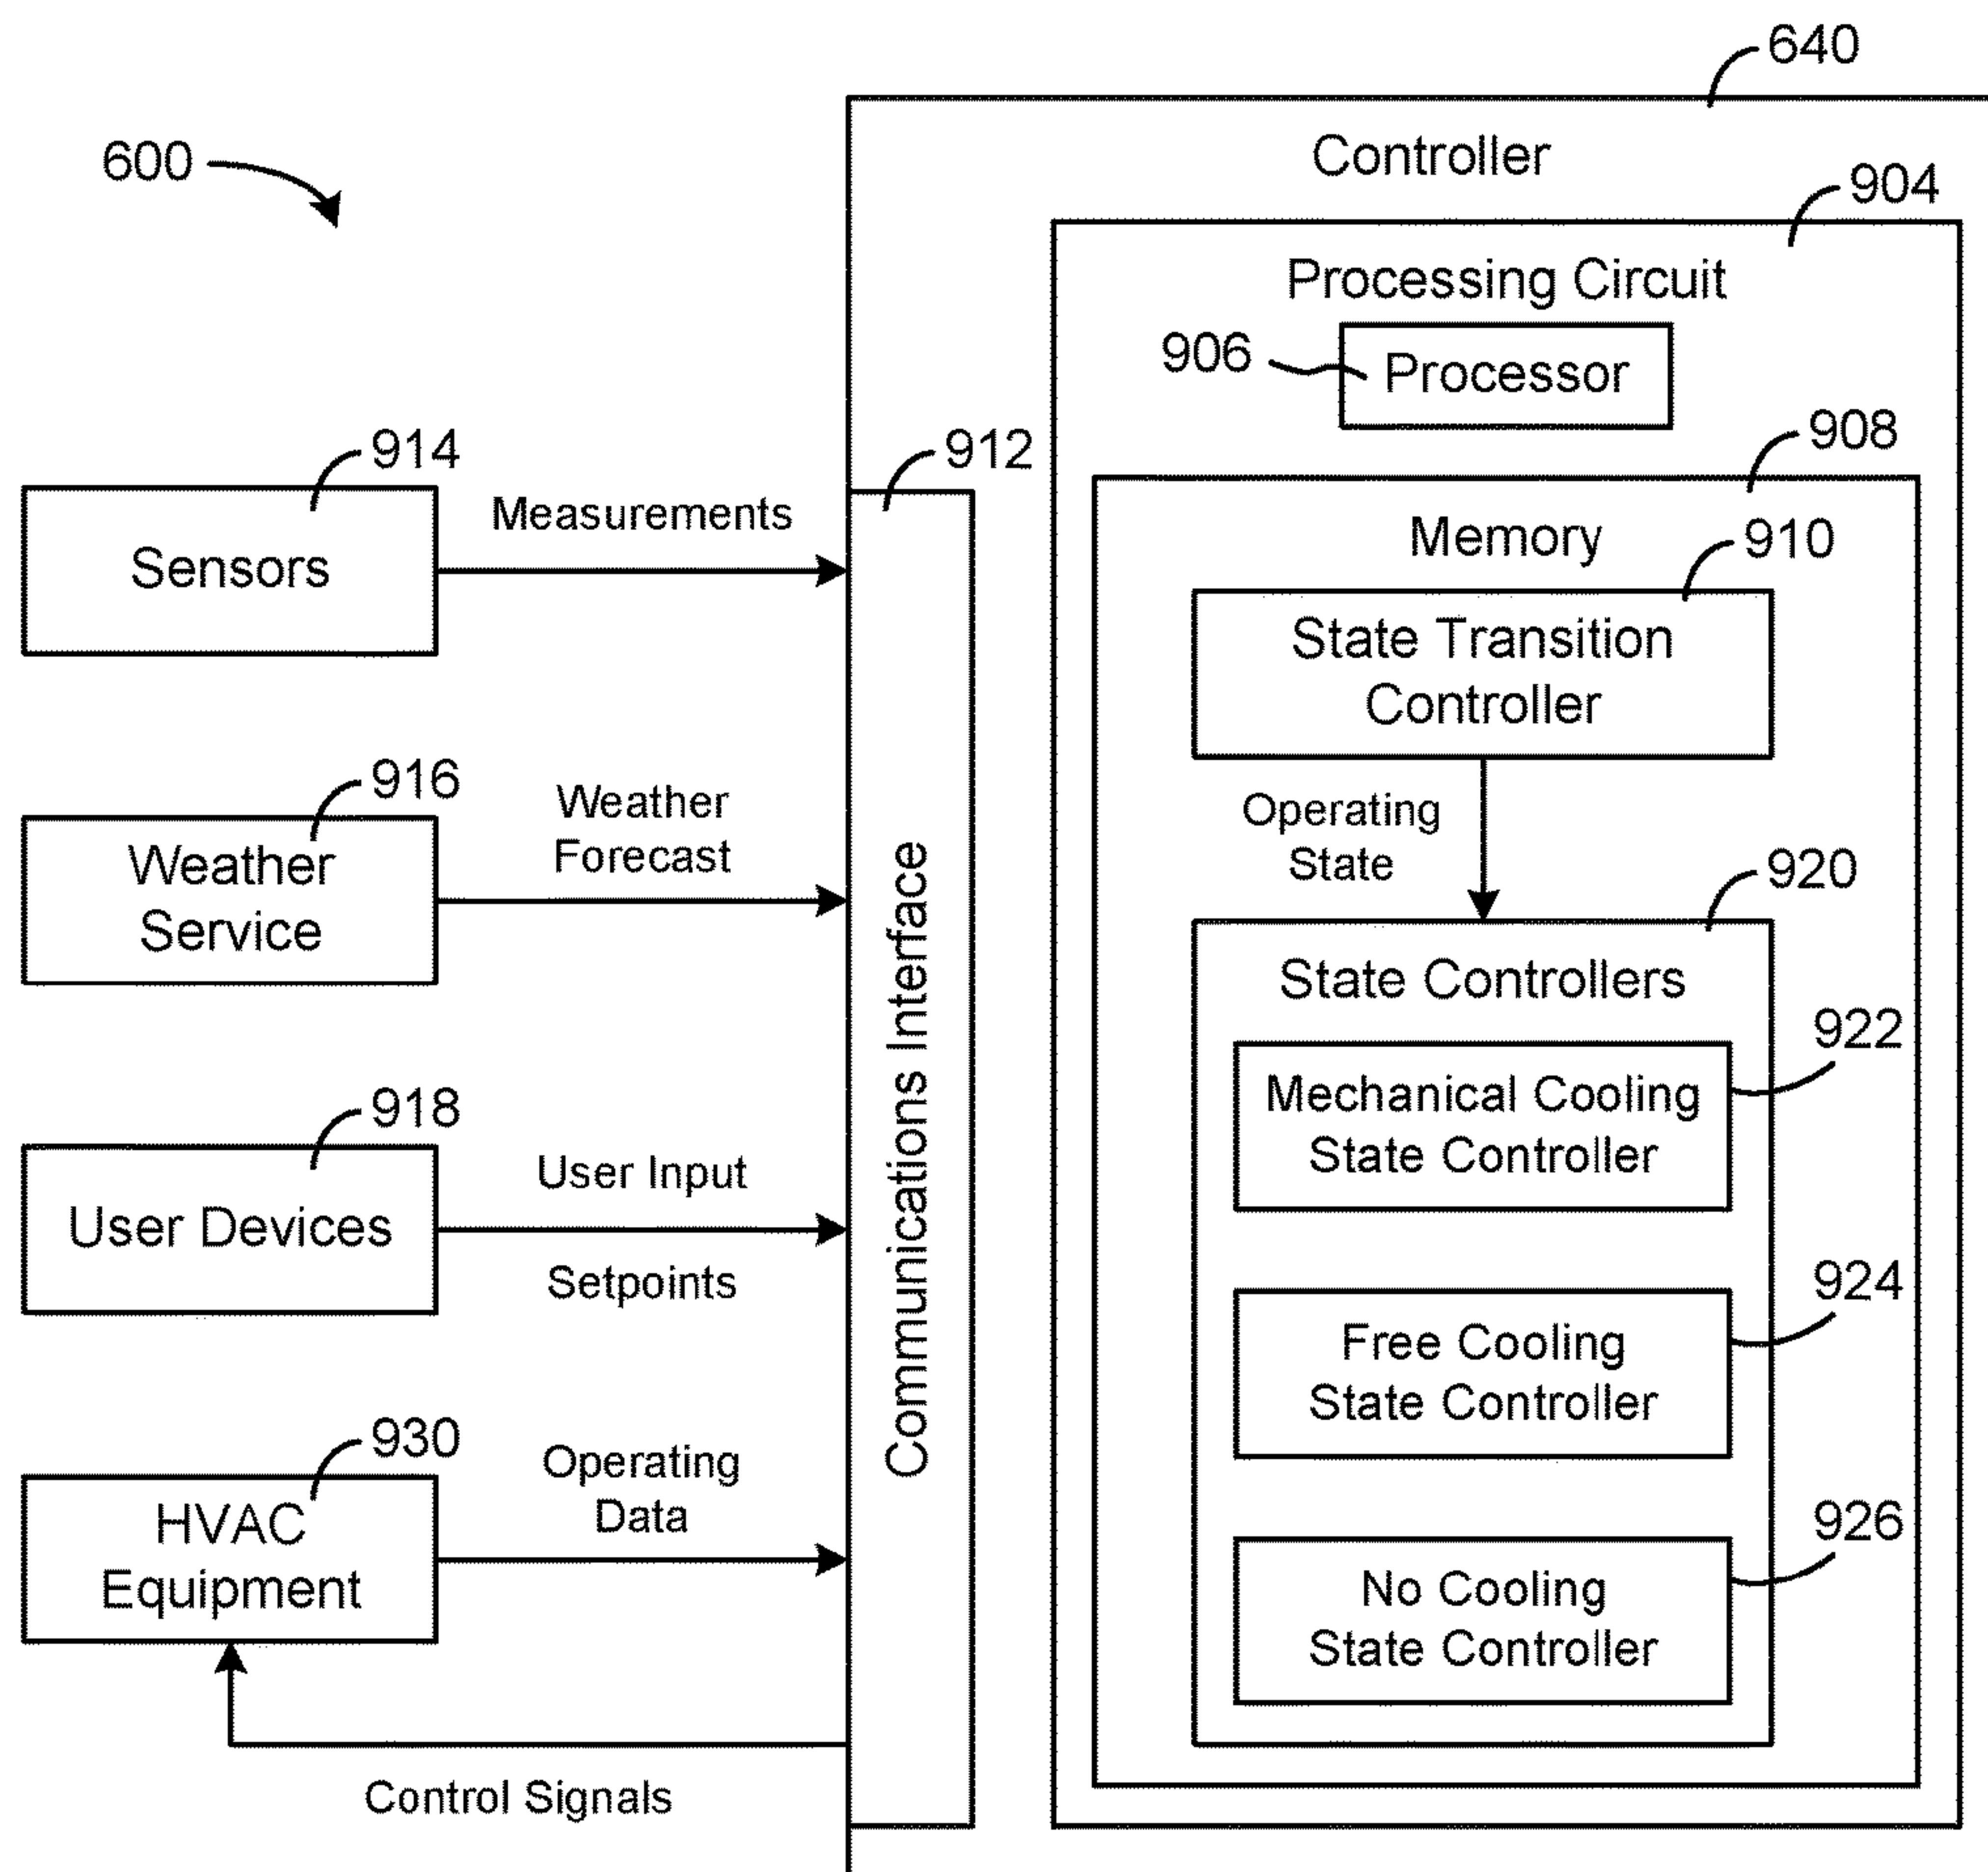 640
Controller
600
904
Processing Circuit
906
Processor
908
Memory
910
State Transition
Controller
Operating
State
920
State Controllers
922
Mechanical Cooling
State Controller
924
Free Cooling
State Controller
926
No Cooling
State Controller
912
Communications Interface
914
Sensors
Measurements
916
Weather
Service
Weather
Forecast
918
User Devices
User Input
Setpoints
930
HVAC
Equipment
Operating
Data
Control Signals